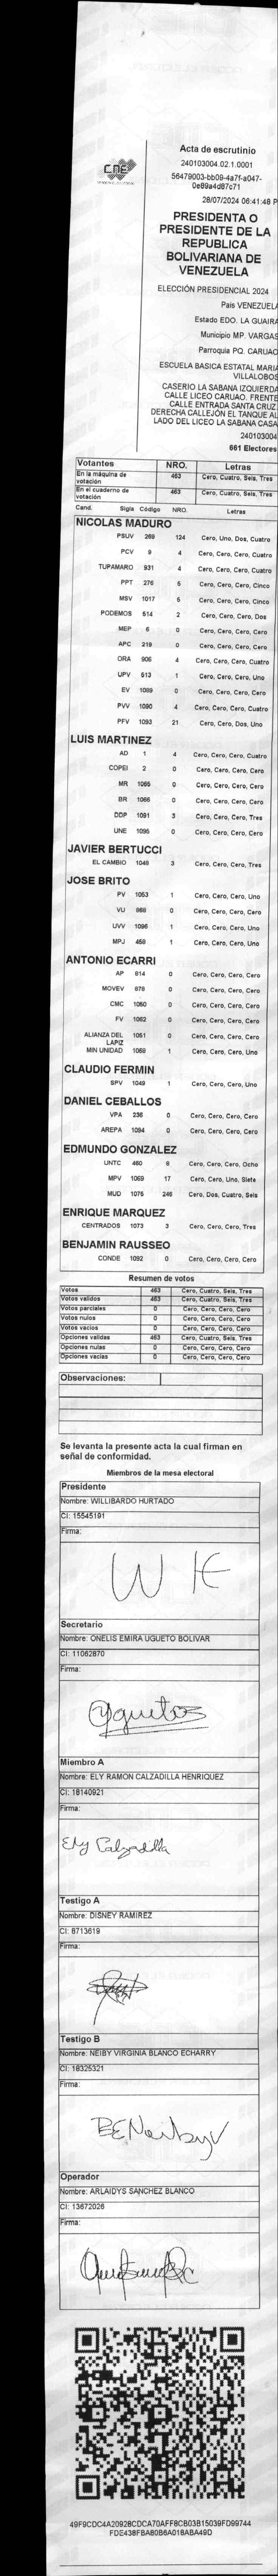 CNE
Acta de escrutinio
240103004.02.1.0001
56479003-bb09-4a7f-a047-
0e89a4d87c71
28/07/2024 06:41:48 P
PRESIDENTA O
PRESIDENTE DE LA
REPUBLICA
BOLIVARIANA DE
VENEZUELA
ELECCIÓN PRESIDENCIAL 2024
Pais VENEZUELA
Estado EDO. LA GUAIRA
Municipio MP. VARGAS
Parroquia PQ. CARUAO
ESCUELA BASICA ESTATAL MARIA
VILLALOBOS
CASERIO LA SABANA IZQUIERDA
CALLE LICEO CARUAO. FRENTE
CALLE ENTRADA SANTA CRUZ.
DERECHA CALLEJÓN EL TANQUE AL
LADO DEL LICEO LA SABANA CASA
240103004
661 Electores
Votantes NRO. Letras
En la máquina de votación 463 Cero, Cuatro, Seis, Tres
En el cuaderno de votación 463 Cero, Cuatro, Seis, Tres
Cand. Sigla Código NRO. Letras
NICOLAS MADURO
PSUV 269 124 Cero, Uno, Dos, Cuatro
PCV 9 4 Cero, Cero, Cero, Cuatro
TUPAMARO 931 4 Cero, Cero, Cero, Cuatro
PPT 276 5 Cero, Cero, Cero, Cinco
MSV 1017 5 Cero, Cero, Cero, Cinco
PODEMOS 514 2 Cero, Cero, Cero, Dos
MEP 6 0 Cero, Cero, Cero, Cero
APC 219 0 Cero, Cero, Cero, Cero
ORA 906 4 Cero, Cero, Cero, Cuatro
UPV 513 1 Cero, Cero, Cero, Uno
EV 1089 0 Cero, Cero, Cero, Cero
PVV 1090 4 Cero, Cero, Cero, Cuatro
PFV 1093 21 Cero, Cero, Dos, Uno
LUIS MARTINEZ
AD 1 4 Cero, Cero, Cero, Cuatro
COPEI 2 0 Cero, Cero, Cero, Cero
MR 1065 0 Cero, Cero, Cero, Cero
BR 1066 0 Cero, Cero, Cero, Cero
DDP 1091 3 Cero, Cero, Cero, Tres
UNE 1095 0 Cero, Cero, Cero, Cero
JAVIER BERTUCCI
EL CAMBIO 1048 3 Cero, Cero, Cero, Tres
JOSE BRITO
PV 1053 1 Cero, Cero, Cero, Uno
VU 868 0 Cero, Cero, Cero, Cero
UVV 1096 1 Cero, Cero, Cero, Uno
MPJ 458 1 Cero, Cero, Cero, Uno
ANTONIO ECARRI
AP 914 0 Cero, Cero, Cero, Cero
MOVEV 878 0 Cero, Cero, Cero, Cero
CMC 1050 0 Cero, Cero, Cero, Cero
FV 1062 0 Cero, Cero, Cero, Cero
ALIANZA DEL LAPIZ 1051 0 Cero, Cero, Cero, Cero
MIN UNIDAD 1069 1 Cero, Cero, Cero, Uno
CLAUDIO FERMIN
SPV 1049 1 Cero, Cero, Cero, Uno
DANIEL CEBALLOS
VPA 236 0 Cero, Cero, Cero, Cero
AREPA 1094 0 Cero, Cero, Cero, Cero
EDMUNDO GONZALEZ
UNTC 460 8 Cero, Cero, Cero, Ocho
MPV 1069 17 Cero, Cero, Uno, Siete
MUD 1075 246 Cero, Dos, Cuatro, Seis
ENRIQUE MARQUEZ
CENTRADOS 1073 3 Cero, Cero, Cero, Tres
BENJAMIN RAUSSEO
CONDE 1092 0 Cero, Cero, Cero, Cero
Resumen de votos
Votos 463 Cero, Cuatro, Seis, Tres
Votos validos 463 Cero, Cuatro, Seis, Tres
Votos parciales 0 Cero, Cero, Cero, Cero
Votos nulos 0 Cero, Cero, Cero, Cero
Votos vacios 0 Cero, Cero, Cero, Cero
Opciones validas 463 Cero, Cuatro, Seis, Tres
Opciones nulas 0 Cero, Cero, Cero, Cero
Opciones vacias 0 Cero, Cero, Cero, Cero
Observaciones:
Se levanta la presente acta la cual firman en
señal de conformidad.
Miembros de la mesa electoral
Presidente
Nombre: WILLIBARDO HURTADO
CI: 15545191
Firma:
Secretario
Nombre: ONELIS EMIRA UGUETO BOLIVAR
CI: 11062870
Firma:
Miembro A
Nombre: ELY RAMON CALZADILLA HENRIQUEZ
CI: 18140921
Firma:
Ely Calzadilla
Testigo A
Nombre: DISNEY RAMIREZ
CI: 6713619
Firma:
Testigo B
Nombre: NEIBY VIRGINIA BLANCO ECHARRY
CI: 18325321
Firma:
Operador
Nombre: ARLAIDYS SANCHEZ BLANCO
CI: 13672026
Firma:
49F9CDC4A20928CDCA70AFF8CB03B15039FD99744
FDE438FBA80B6A018ABA49D